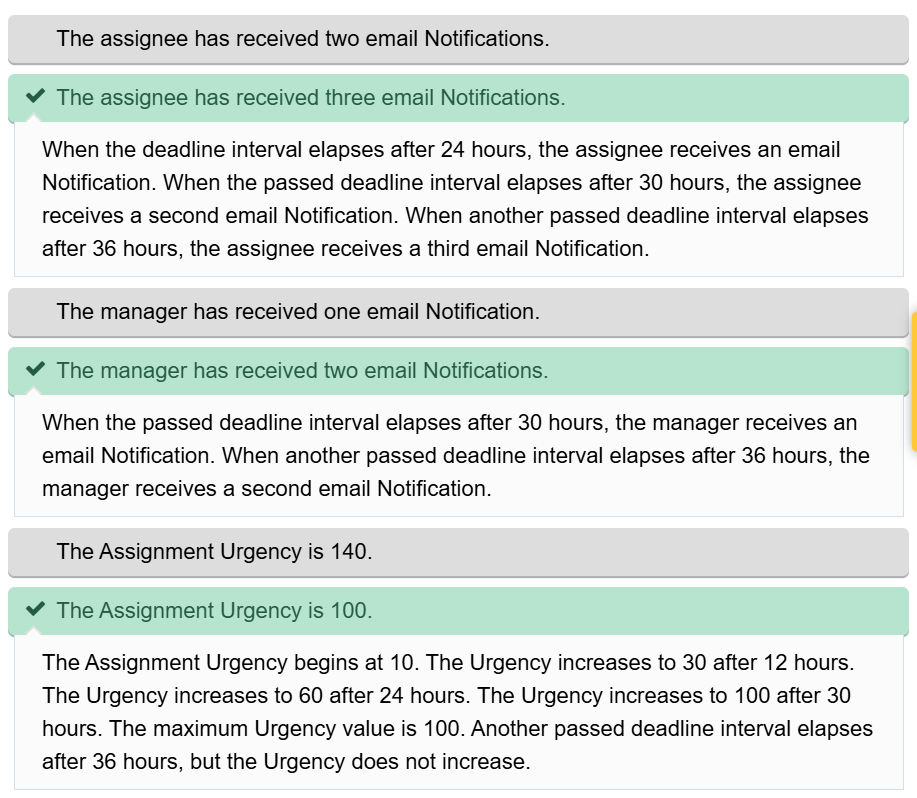 The assignee has received two email Notifications.
The assignee has received three email Notifications.
When the deadline interval elapses after 24 hours, the assignee receives an email
Notification. When the passed deadline interval elapses after 30 hours, the assignee
receives a second email Notification. When another passed deadline interval elapses
after 36 hours, the assignee receives a third email Notification.
The manager has received one email Notification.
The manager has received two email Notifications.
When the passed deadline interval elapses after 30 hours, the manager receives an
email Notification. When another passed deadline interval elapses after 36 hours, the
manager receives a second email Notification.
The Assignment Urgency is 140.
The Assignment Urgency is 100.
The Assignment Urgency begins at 10. The Urgency increases to 30 after 12 hours.
The Urgency increases to 60 after 24 hours. The Urgency increases to 100 after 30
hours. The maximum Urgency value is 100. Another passed deadline interval elapses
after 36 hours, but the Urgency does not increase.